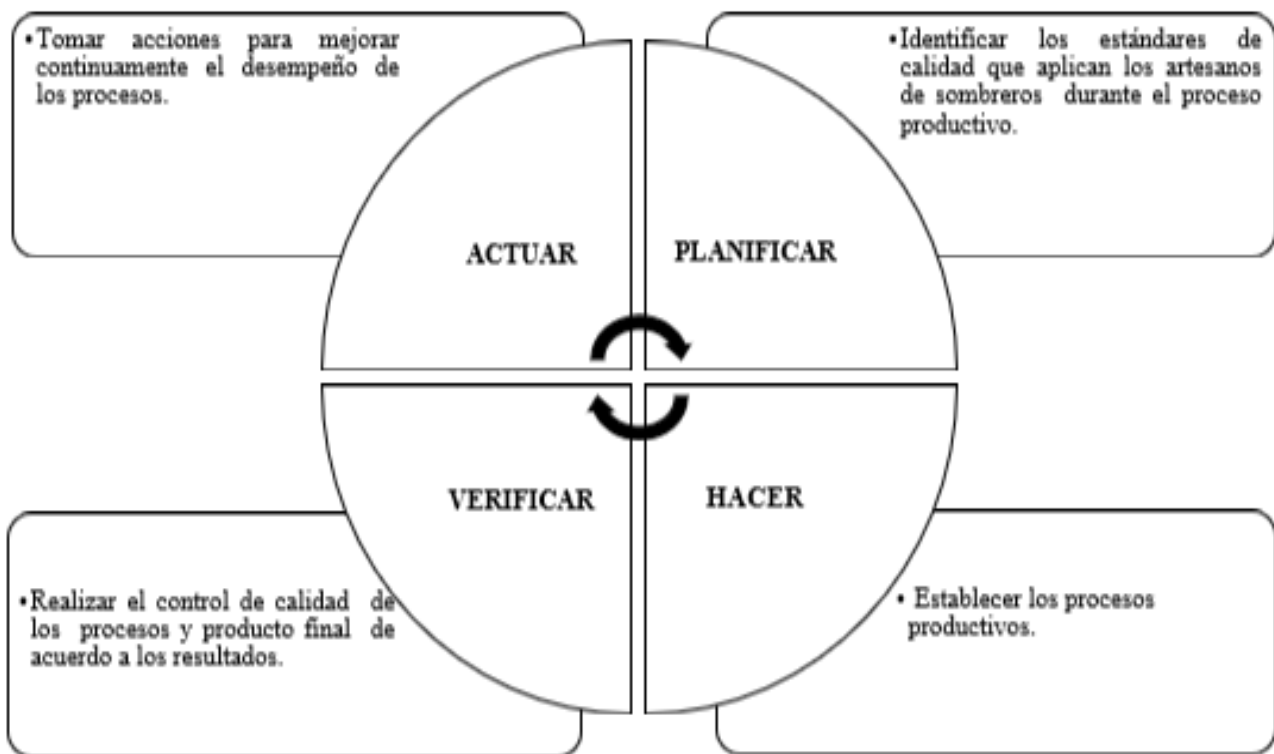 •Tomar acciones para mejorar
continuamente el desempeño de
los procesos.
•Identificar los estándares de
calidad que aplican los artesanos
de sombreros durante el proceso
productivo.
ACTUAR
PLANIFICAR
VERIFICAR
HACER
•Realizar el control de calidad de
los procesos y producto final de
acuerdo a los resultados.
• Establecer los procesos
productivos.